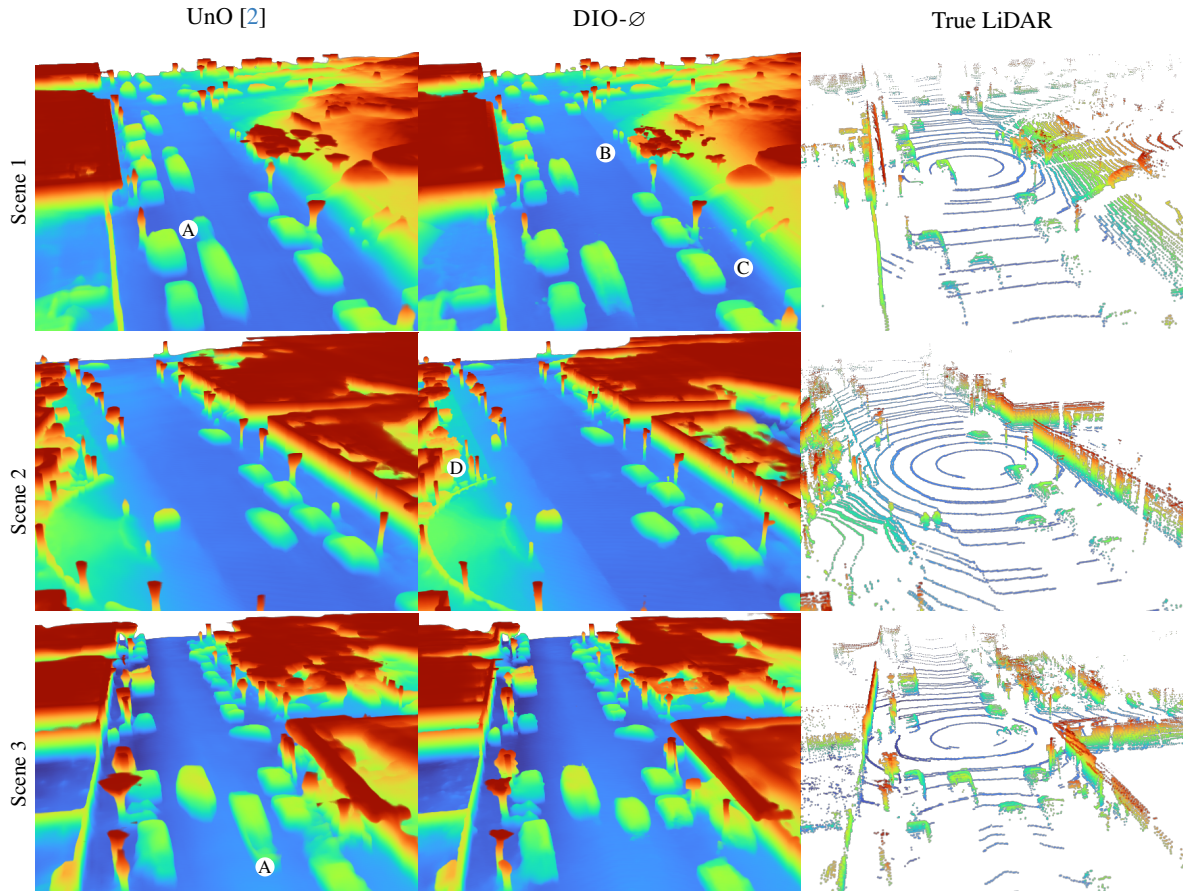 UnO [2]
DIO-∅
True LiDAR
Scene 1
A
B
C
Scene 2
D
Scene 3
A